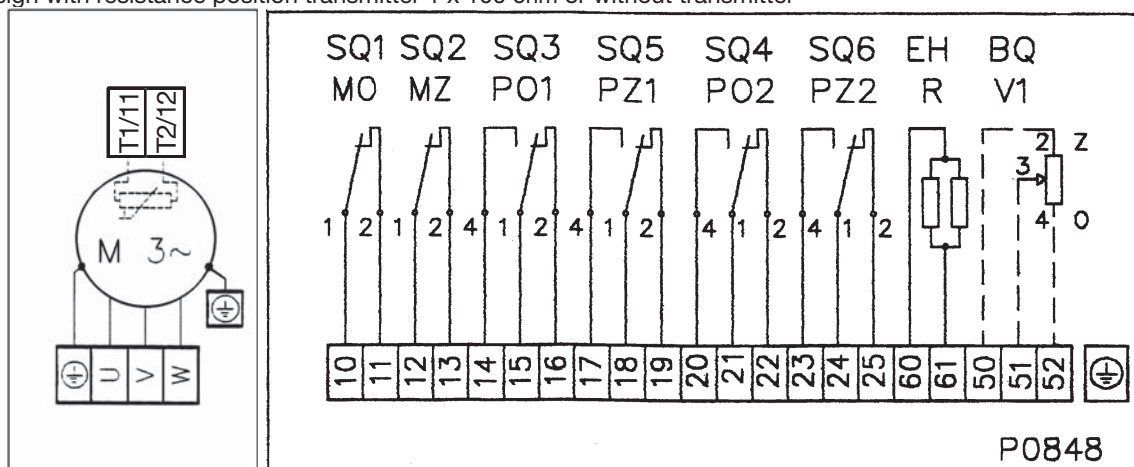 sign with resistance position transmitter 1 x 100 ohm or without transmitter
SQ1 SQ2 SQ3 SQ5 SQ4 SQ6 EH BQ
MO MZ PO1 PZ1 PO2 PZ2 R V1
T1/11 T2/12
2 Z
3
1 2 1 2 4 1 2 4 1 2 4 1 2 4 1 2 4 O
M 3~
U V W
10 11 12 13 14 15 16 17 18 19 20 21 22 23 24 25 60 61 50 51 52
P0848